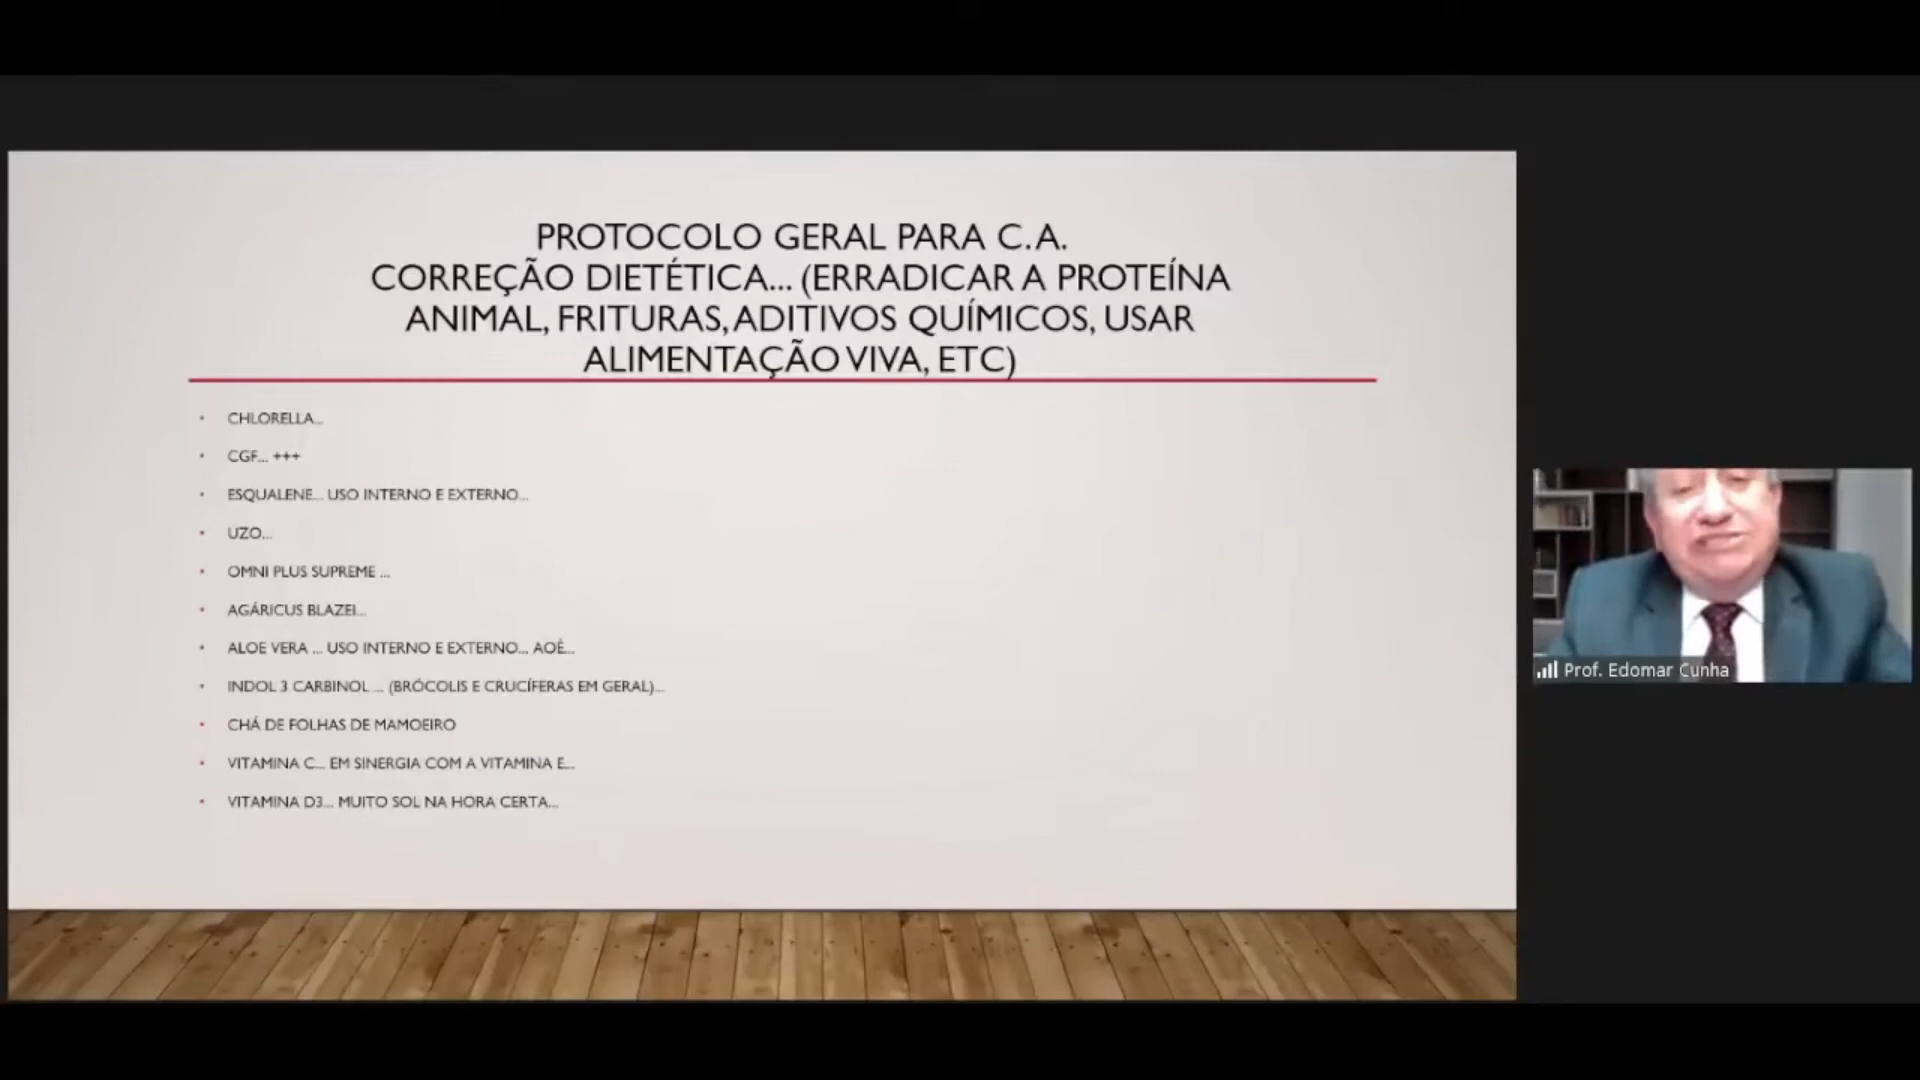 PROTOCOLO GERAL PARA C.A.
CORREÇÃO DIETÉTICA... (ERRADICAR A PROTEÍNA
ANIMAL, FRITURAS, ADITIVOS QUÍMICOS, USAR
ALIMENTAÇÃO VIVA, ETC)
• CHLORELLA...
• CGF... +++
• ESQUALENE... USO INTERNO E EXTERNO...
• UZO...
• OMNI PLUS SUPREME ...
• AGÁRICUS BLAZEI...
• ALOE VERA ... USO INTERNO E EXTERNO... AOÊ...
• INDOL 3 CARBINOL ... (BRÓCOLIS E CRUCÍFERAS EM GERAL)...
• CHÁ DE FOLHAS DE MAMOEIRO
• VITAMINA C... EM SINERGIA COM A VITAMINA E...
• VITAMINA D3... MUITO SOL NA HORA CERTA...
Prof. Edomar Cunha